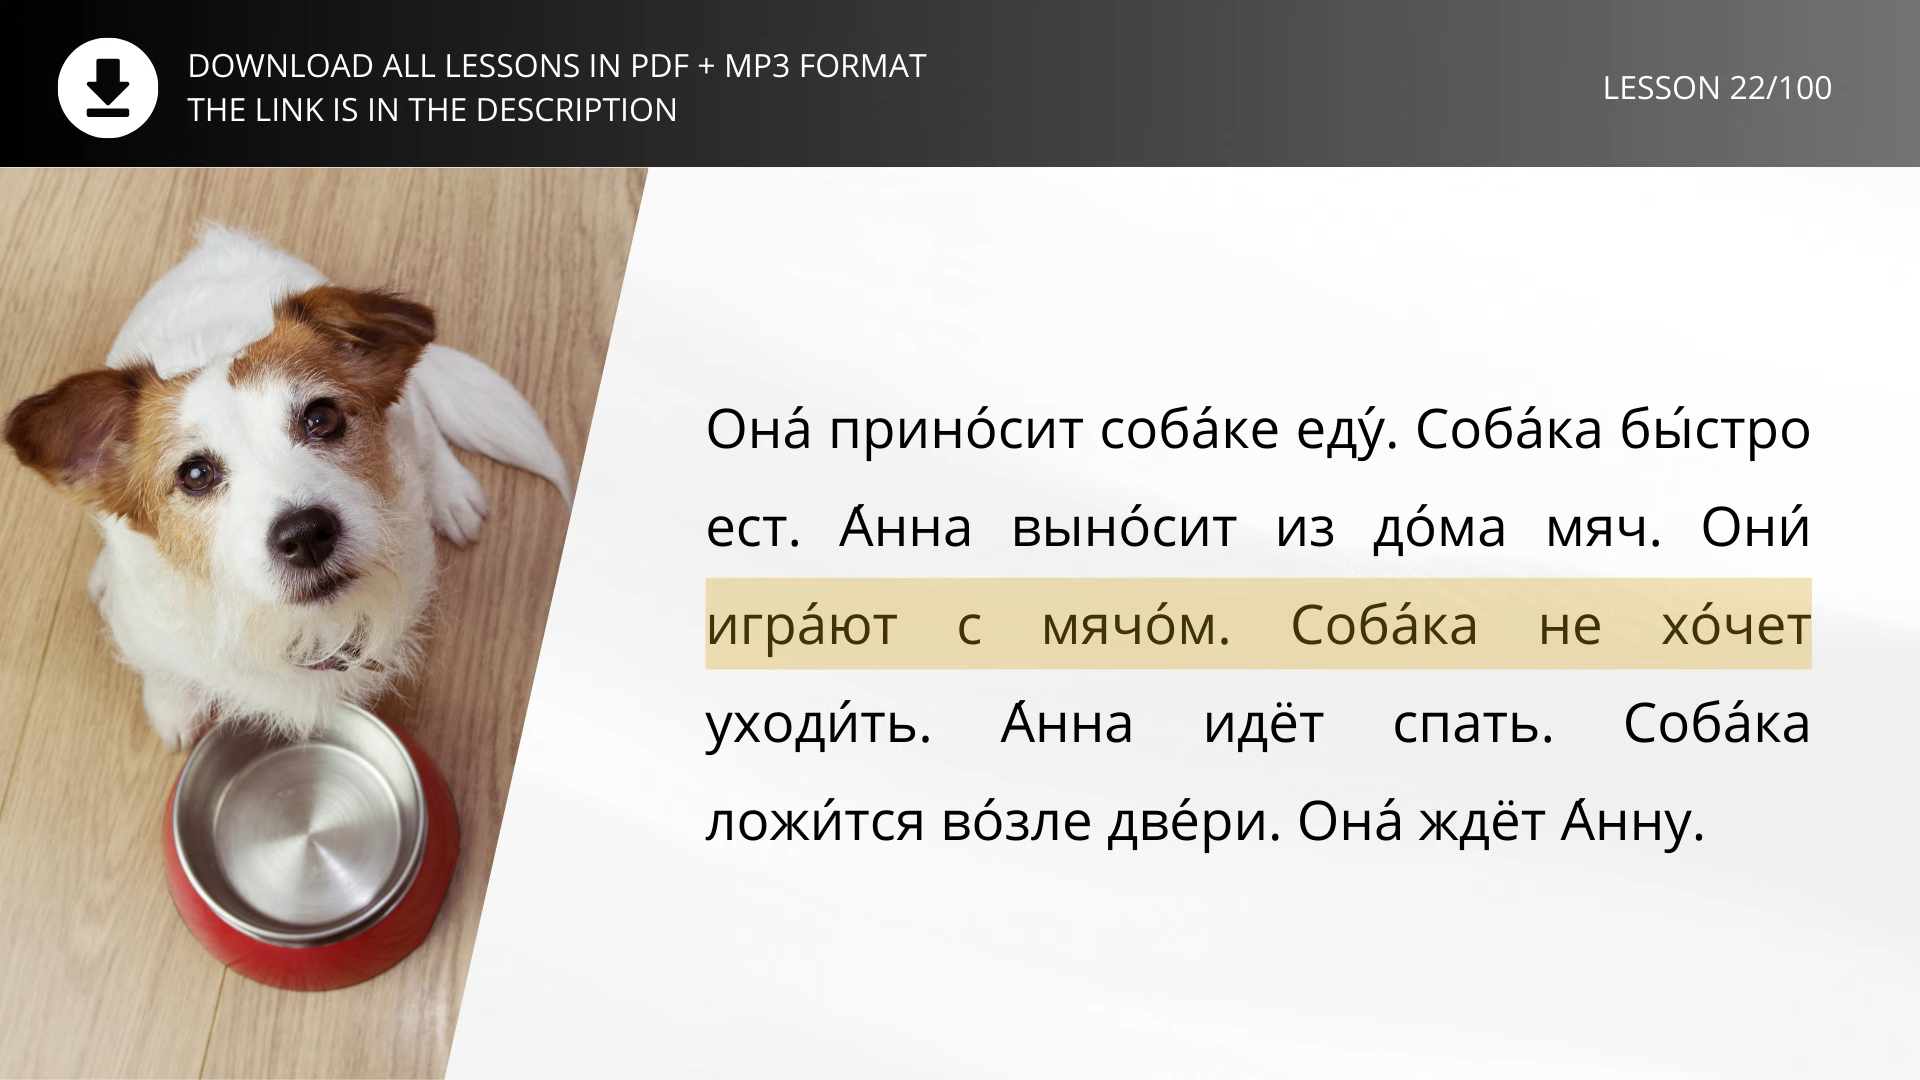 DOWNLOAD ALL LESSONS IN PDF + MP3 FORMAT
THE LINK IS IN THE DESCRIPTION
LESSON 22/100
Она́ прино́сит соба́ке еду́. Соба́ка бы́стро
ест. А́нна выно́сит из до́ма мяч. Они́
игра́ют с мячо́м. Соба́ка не хо́чет
уходи́ть. А́нна идёт спать. Соба́ка
ложи́тся во́зле две́ри. Она́ ждёт А́нну.